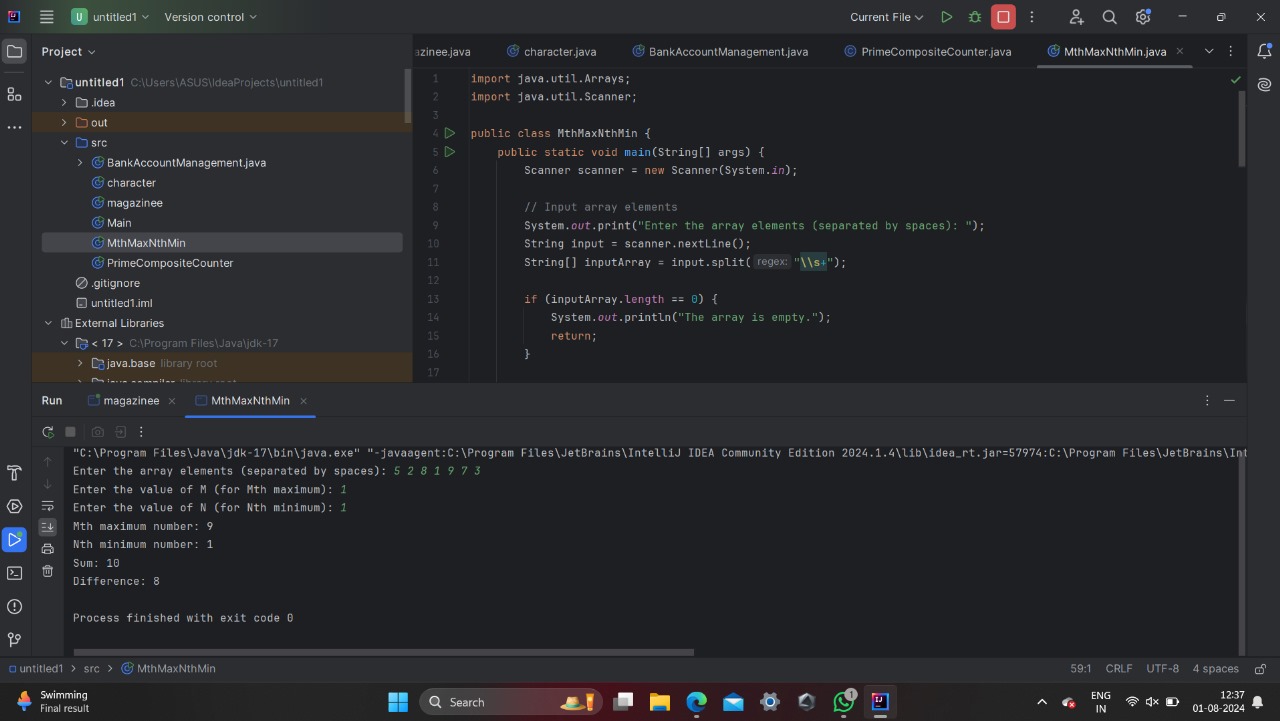 U untitled1 Version control Current File
Project
azinee.java character.java BankAccountManagement.java PrimeCompositeCounter.java MthMaxNthMin.java
untitled1 C:\Users\ASUS\IdeaProjects\untitled1
.idea
out
src
BankAccountManagement.java
character
magazinee
Main
MthMaxNthMin
PrimeCompositeCounter
.gitignore
untitled1.iml
External Libraries
< 17 > C:\Program Files\Java\jdk-17
java.base library root
1 import java.util.Arrays;
2 import java.util.Scanner;
3
4 public class MthMaxNthMin {
5 public static void main(String[] args) {
6 Scanner scanner = new Scanner(System.in);
7
8 // Input array elements
9 System.out.print("Enter the array elements (separated by spaces): ");
10 String input = scanner.nextLine();
11 String[] inputArray = input.split( regex: "\\s+");
12
13 if (inputArray.length == 0) {
14 System.out.println("The array is empty.");
15 return;
16 }
17
Run magazinee MthMaxNthMin
"C:\Program Files\Java\jdk-17\bin\java.exe" "-javaagent:C:\Program Files\JetBrains\IntelliJ IDEA Community Edition 2024.1.4\lib\idea_rt.jar=57974:C:\Program Files\JetBrains\Int
Enter the array elements (separated by spaces): 5 2 8 1 9 7 3
Enter the value of M (for Mth maximum): 1
Enter the value of N (for Nth minimum): 1
Mth maximum number: 9
Nth minimum number: 1
Sum: 10
Difference: 8
Process finished with exit code 0
untitled1 > src > MthMaxNthMin 59:1 CRLF UTF-8 4 spaces
Swimming
Final result
Search
1
ENG
IN
12:37
01-08-2024